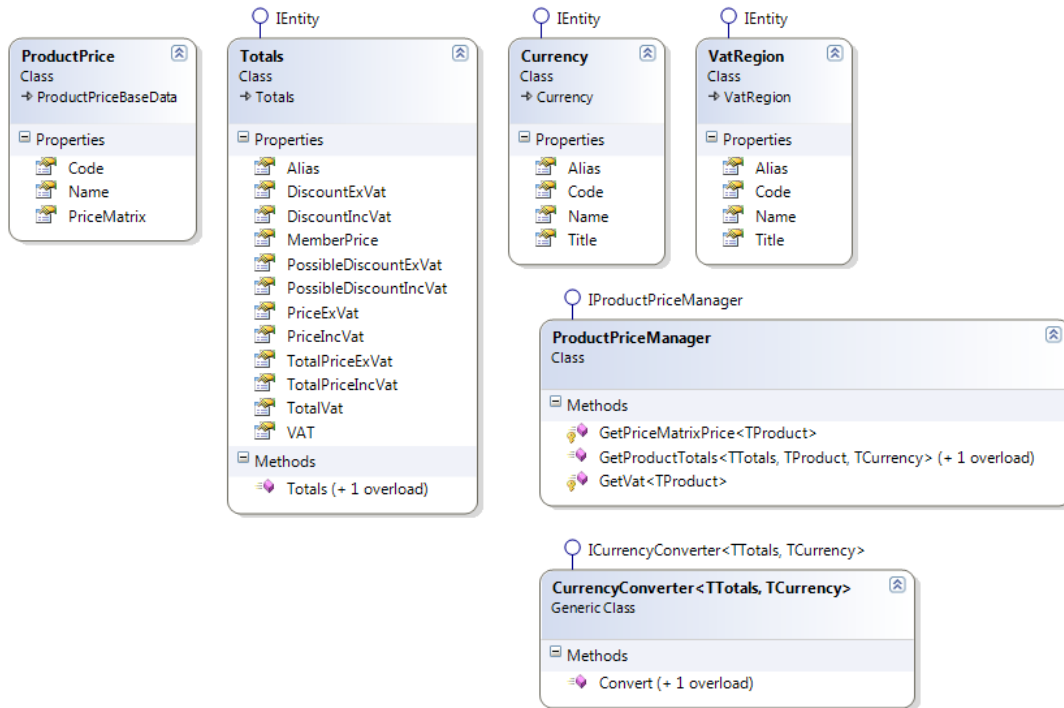 IEntity
ProductPrice
Class
ProductPriceBaseData
Properties
Code
Name
PriceMatrix
Totals
Class
Totals
Properties
Alias
DiscountExVat
DiscountIncVat
MemberPrice
PossibleDiscountExVat
PossibleDiscountIncVat
PriceExVat
PriceIncVat
TotalPriceExVat
TotalPriceIncVat
TotalVat
VAT
Methods
Totals (+ 1 overload)
IEntity
Currency
Class
Currency
Properties
Alias
Code
Name
Title
IEntity
VatRegion
Class
VatRegion
Properties
Alias
Code
Name
Title
IProductPriceManager
ProductPriceManager
Class
Methods
GetPriceMatrixPrice<TProduct>
GetProductTotals<TTotals, TProduct, TCurrency> (+ 1 overload)
GetVat<TProduct>
ICurrencyConverter<TTotals, TCurrency>
CurrencyConverter<TTotals, TCurrency>
Generic Class
Methods
Convert (+ 1 overload)